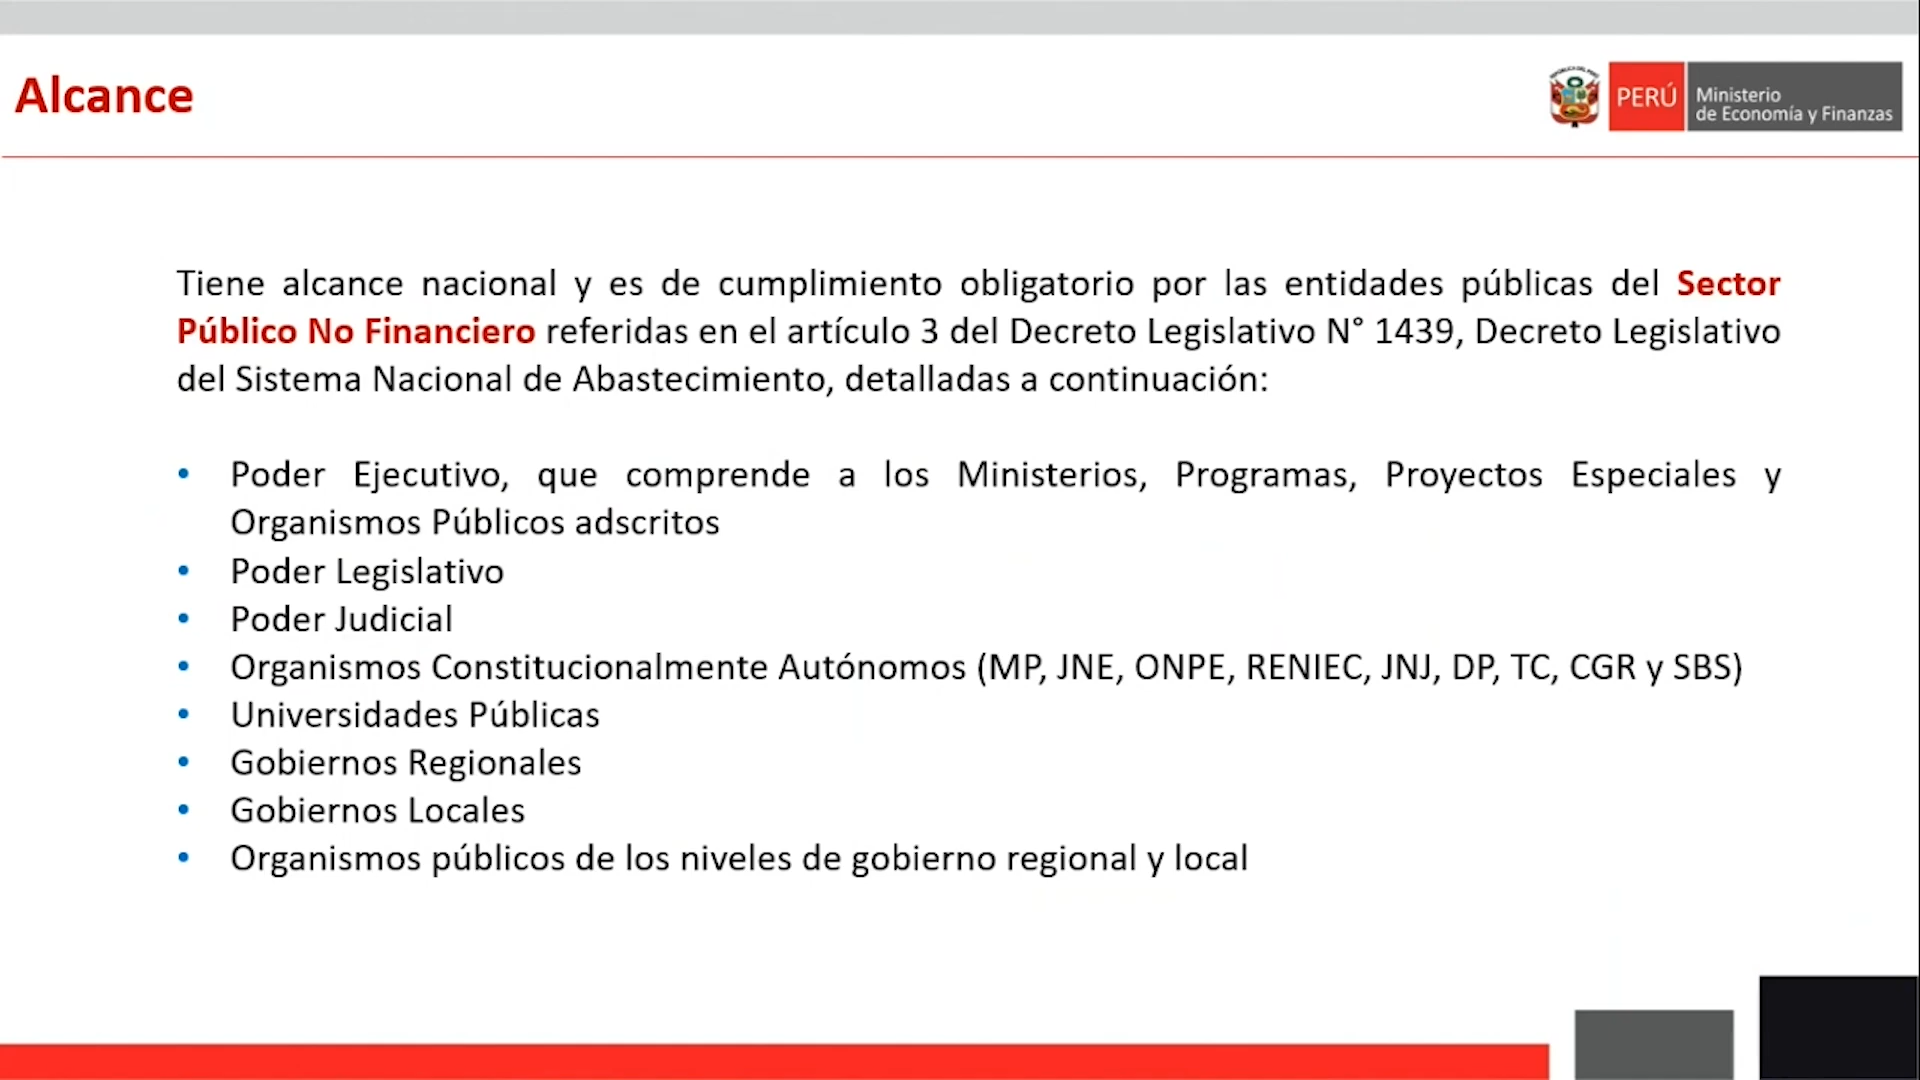 Alcance
PERÚ
Ministerio
de Economía y Finanzas
Tiene alcance nacional y es de cumplimiento obligatorio por las entidades públicas del Sector
Público No Financiero referidas en el artículo 3 del Decreto Legislativo N° 1439, Decreto Legislativo
del Sistema Nacional de Abastecimiento, detalladas a continuación:
• Poder Ejecutivo, que comprende a los Ministerios, Programas, Proyectos Especiales y
Organismos Públicos adscritos
• Poder Legislativo
• Poder Judicial
• Organismos Constitucionalmente Autónomos (MP, JNE, ONPE, RENIEC, JNJ, DP, TC, CGR y SBS)
• Universidades Públicas
• Gobiernos Regionales
• Gobiernos Locales
• Organismos públicos de los niveles de gobierno regional y local